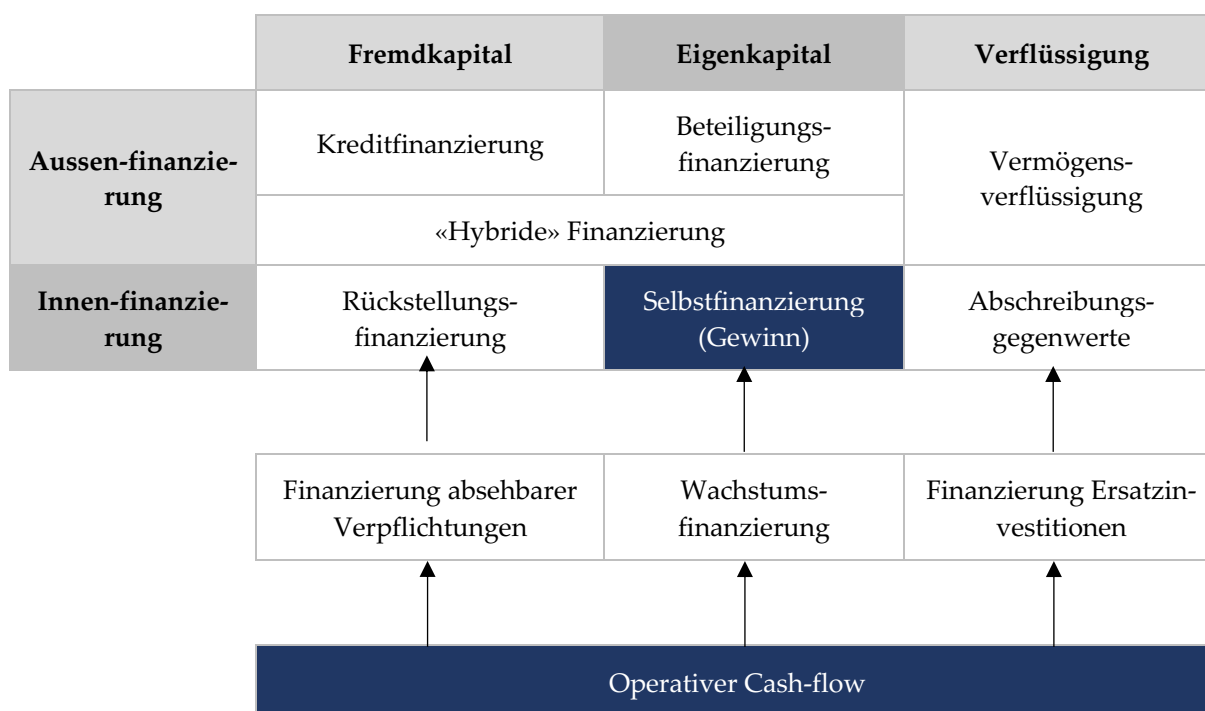 Fremdkapital
Eigenkapital
Verflüssigung
Aussen-finanzie-
rung
Kreditfinanzierung
Beteiligungs-
finanzierung
Vermögens-
verflüssigung
«Hybride» Finanzierung
Innen-finanzie-
rung
Rückstellungs-
finanzierung
Selbstfinanzierung
(Gewinn)
Abschreibungs-
gegenwerte
Finanzierung absehbarer
Verpflichtungen
Wachstums-
finanzierung
Finanzierung Ersatzin-
vestitionen
Operativer Cash-flow